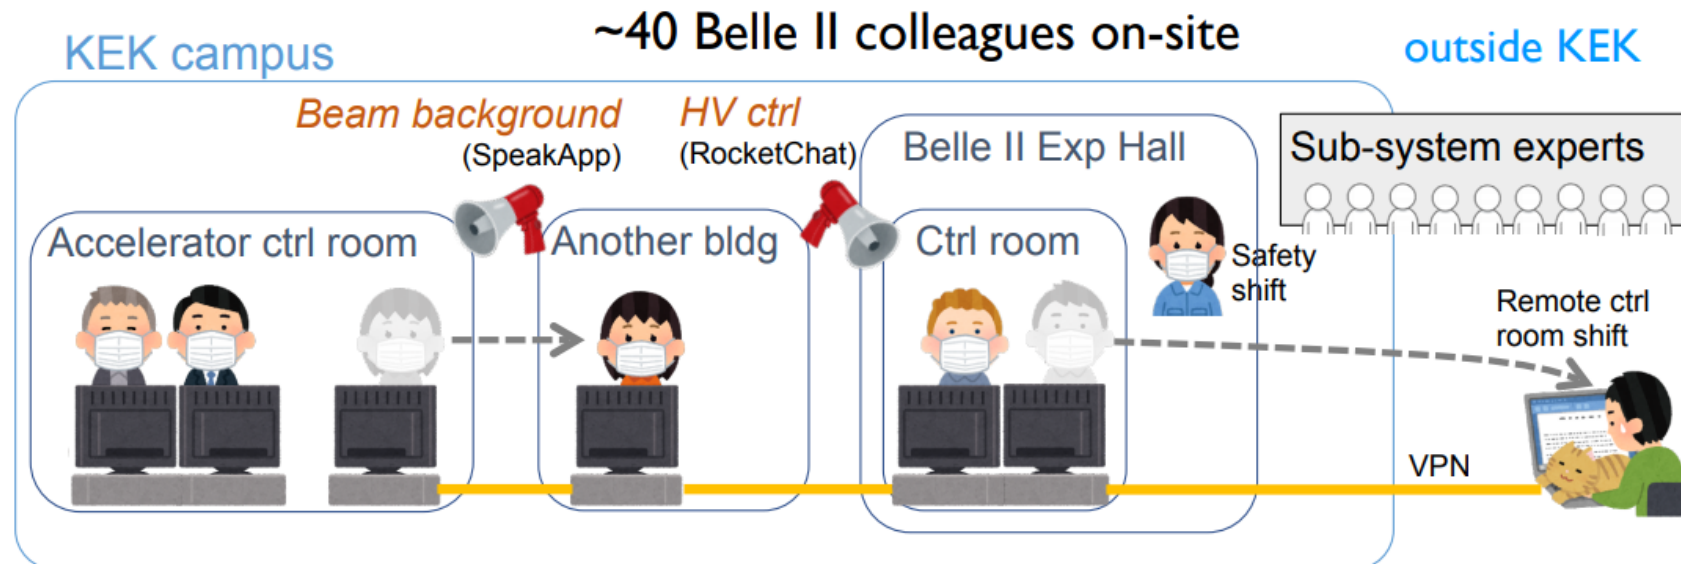 ~40 Belle II colleagues on-site
KEK campus
outside KEK
Beam background
(SpeakApp)
HV ctrl
(RocketChat)
Belle II Exp Hall
Sub-system experts
Accelerator ctrl room
Another bldg
Ctrl room
Safety
shift
Remote ctrl
room shift
VPN